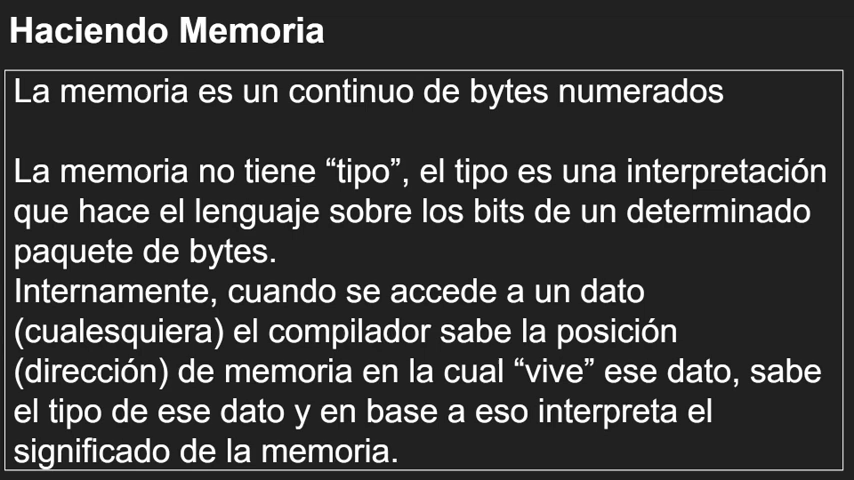 Haciendo Memoria
La memoria es un continuo de bytes numerados
La memoria no tiene “tipo”, el tipo es una interpretación
que hace el lenguaje sobre los bits de un determinado
paquete de bytes.
Internamente, cuando se accede a un dato
(cualesquiera) el compilador sabe la posición
(dirección) de memoria en la cual “vive” ese dato, sabe
el tipo de ese dato y en base a eso interpreta el
significado de la memoria.